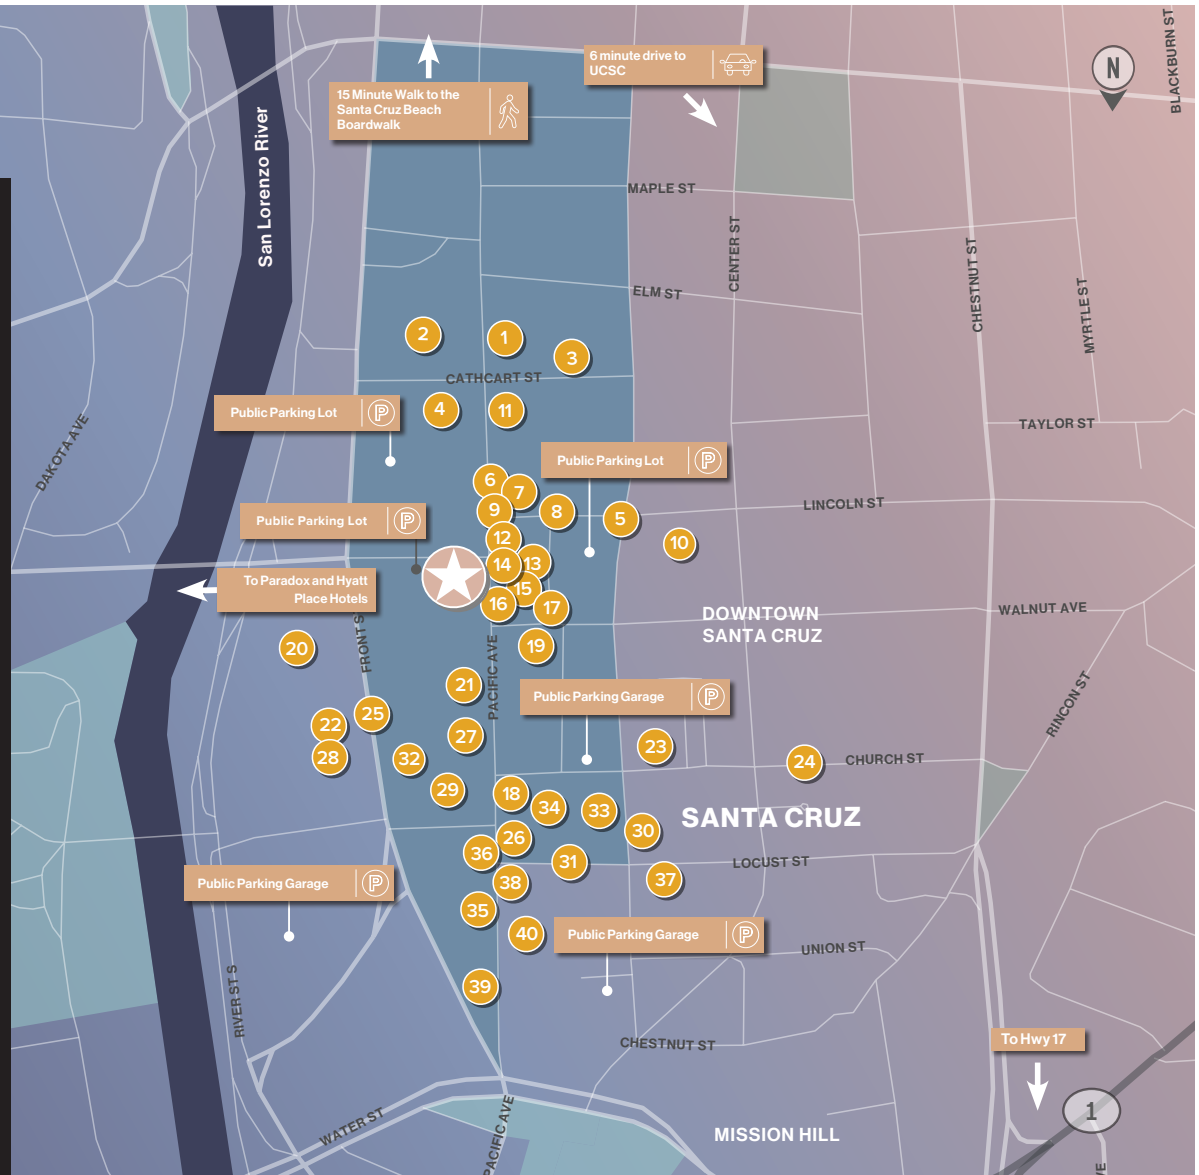 BLACKBURN ST
6 minute drive to
UCSC
N
15 Minute Walk to the
Santa Cruz Beach
Boardwalk
San Lorenzo River
MAPLE ST
CENTER ST
CHESTNUT ST
MYRTLE ST
ELM ST
2
1
3
CATHCART ST
4
11
Public Parking Lot
P
TAYLOR ST
DAKOTA AVE
Public Parking Lot
P
6
7
9
8
5
LINCOLN ST
Public Parking Lot
P
12
10
14
13
15
16
17
To Paradox and Hyatt
Place Hotels
DOWNTOWN
SANTA CRUZ
WALNUT AVE
FRONT S
20
19
PACIFIC AVE
21
Public Parking Garage
P
RINCON ST
25
22
27
23
28
32
24
CHURCH ST
29
18
34
33
SANTA CRUZ
30
26
36
31
LOCUST ST
37
38
Public Parking Garage
P
35
40
Public Parking Garage
P
UNION ST
39
RIVER ST S
CHESTNUT ST
To Hwy 17
1
WATER ST
PACIFIC AVE
MISSION HILL
VE